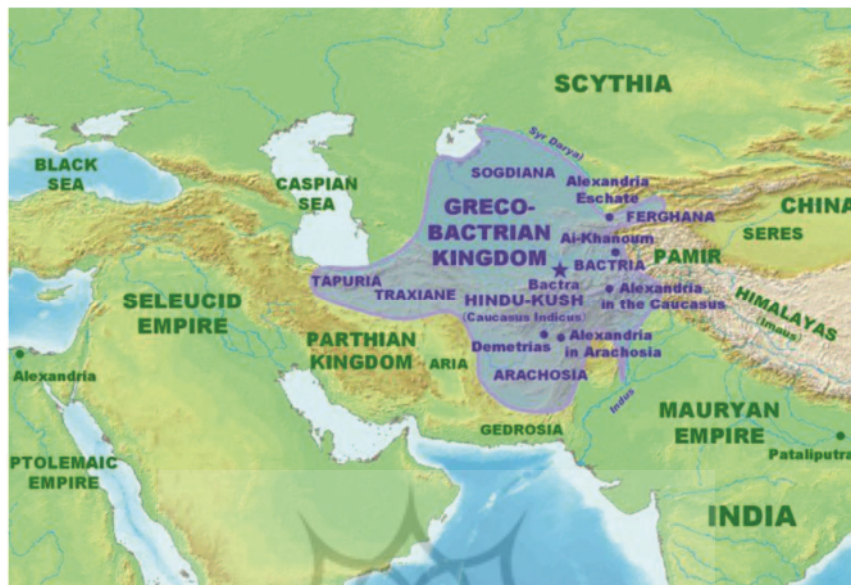 SCYTHIA
Syr Darya)
BLACK
SEA
CASPIAN
SEA
SOGDIANA
Alexandria
Eschate
FERGHANA
CHINA
SERES
GRECO-
BACTRIAN
KINGDOM
Ai-Khanoum
BACTRIA
PAMIR
Bactra
TAPURIA
TRAXIANE
HINDU-KUSH
(Caucasus Indicus)
Alexandria
in the Caucasus
HIMALAYAS
(Imaus)
SELEUCID
EMPIRE
PARTHIAN
KINGDOM
ARIA
Demetrias
Alexandria
in Arachosia
ARACHOSIA
Alexandria
Indus
GEDROSIA
MAURYAN
EMPIRE
Pataliputra
PTOLEMAIC
EMPIRE
INDIA